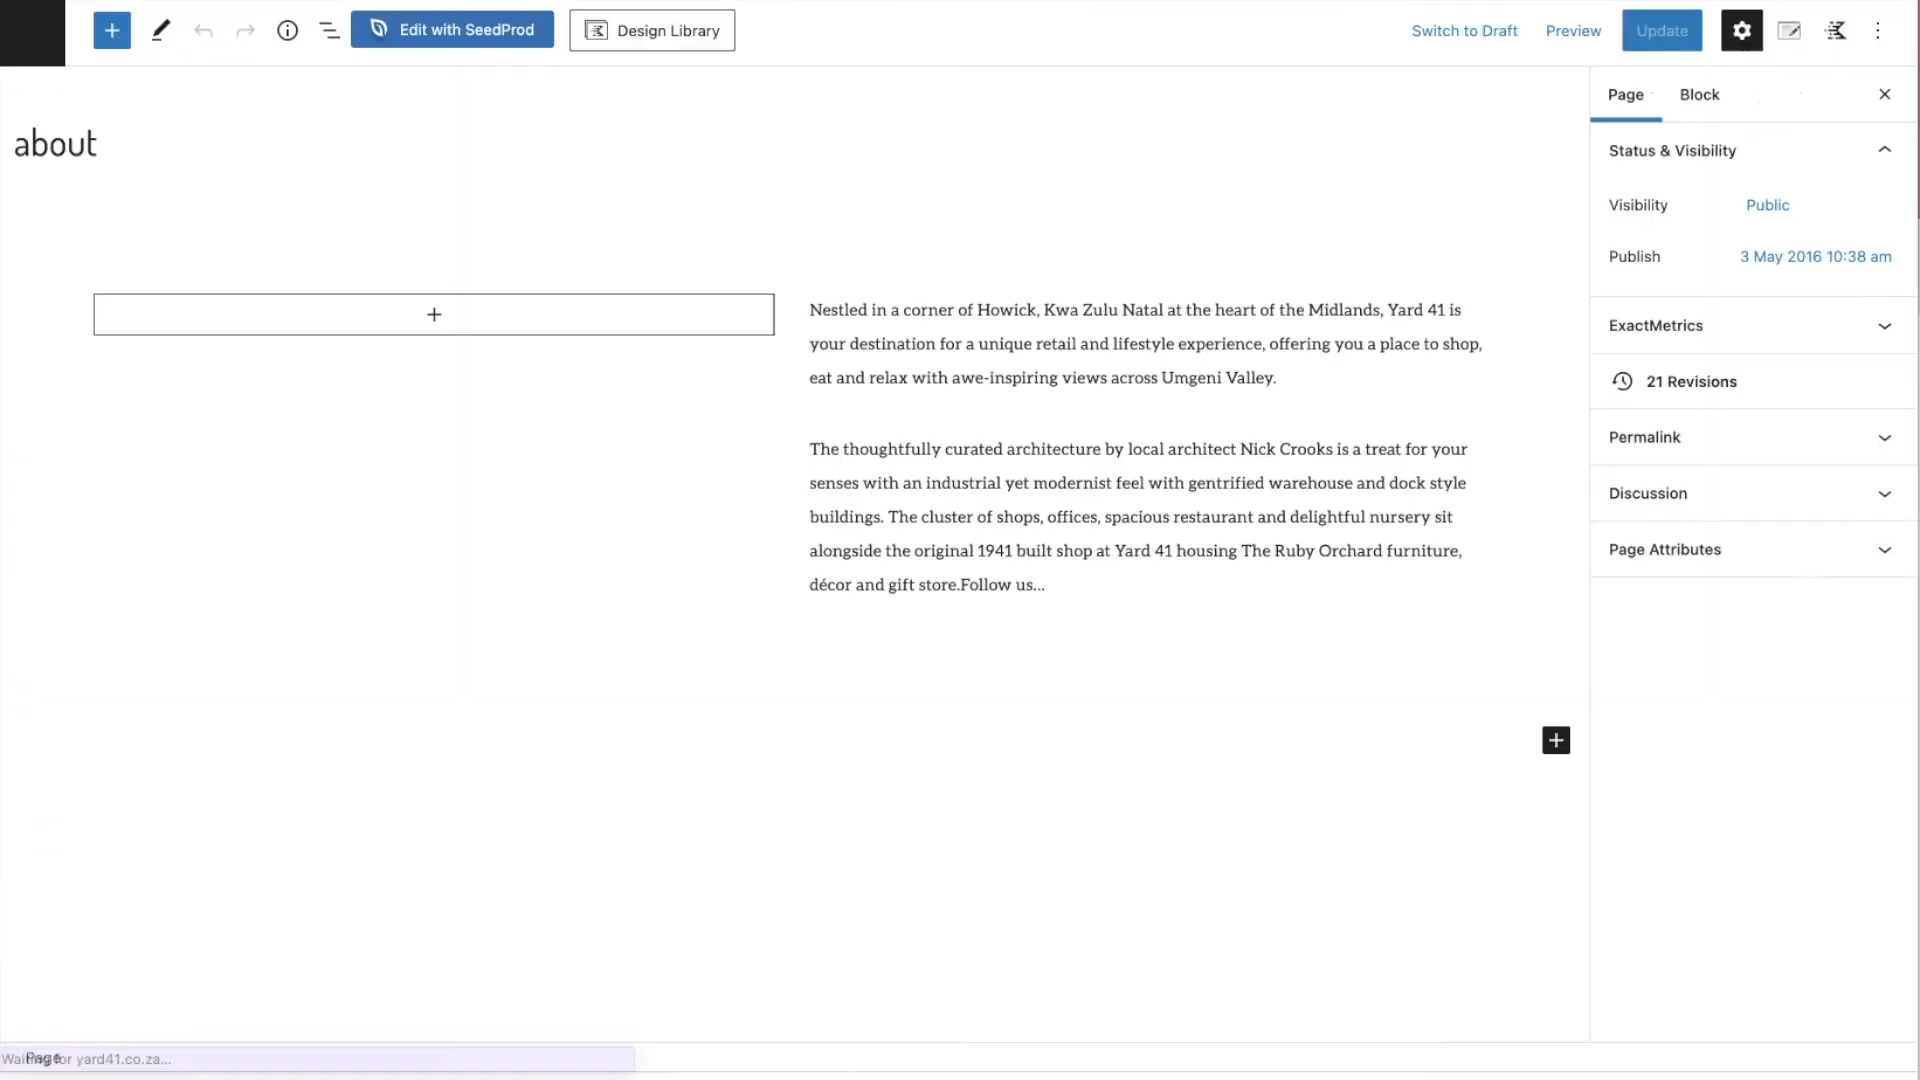 Edit with SeedProd
Design Library
Switch to Draft
Preview
Update
about
Nestled in a corner of Howick, Kwa Zulu Natal at the heart of the Midlands, Yard 41 is
your destination for a unique retail and lifestyle experience, offering you a place to shop,
eat and relax with awe-inspiring views across Umgeni Valley.
The thoughtfully curated architecture by local architect Nick Crooks is a treat for your
senses with an industrial yet modernist feel with gentrified warehouse and dock style
buildings. The cluster of shops, offices, spacious restaurant and delightful nursery sit
alongside the original 1941 built shop at Yard 41 housing The Ruby Orchard furniture,
décor and gift store.Follow us...
Page
Block
Status & Visibility
Visibility
Public
Publish
3 May 2016 10:38 am
ExactMetrics
21 Revisions
Permalink
Discussion
Page Attributes
Page
Waiting for yard41.co.za...